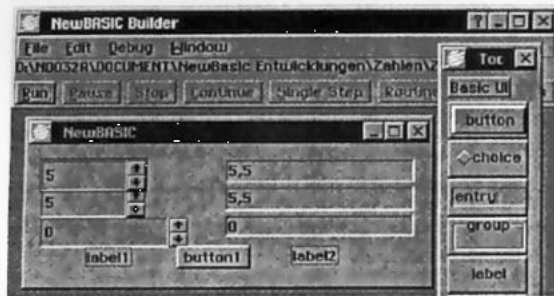 NewBASIC Builder
File Edit Debug Window
D:\NDO32A\DOCUMENT\NewBasic Entwicklungen\Zahlen\Z
Run Pause Stop Continue Single Step Routine
NewBASIC
5 5,5
5 5,5
0 0
label1 button1 label2
Too
Basic UI
button
choice
entry
group
label